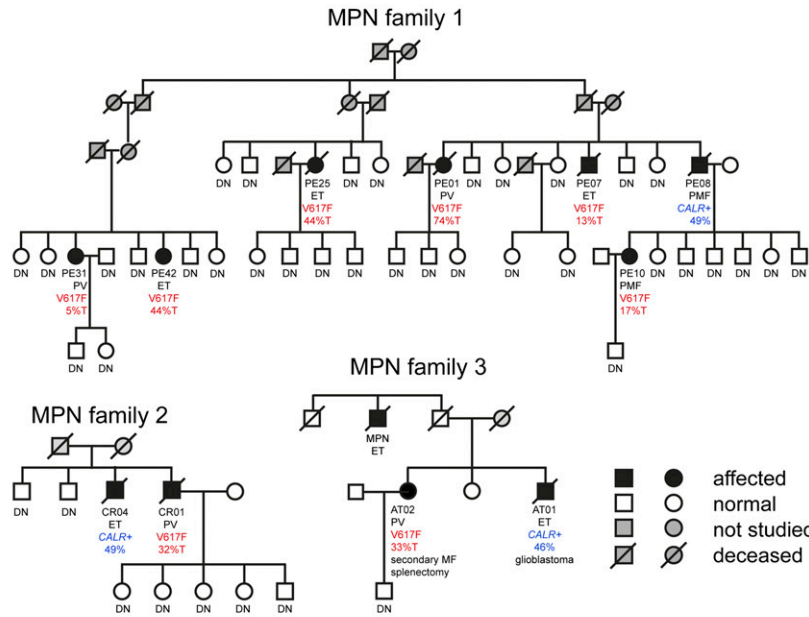 MPN family 1
DN DN DN DN DN DN DN DN DN
PE25
ET
V617F
44%T
PE01
PV
V617F
74%T
PE07
ET
V617F
13%T
PE08
PMF
CALR+
49%
DN DN DN DN
DN DN DN
DN DN
DN DN DN DN DN DN
PE31
PV
V617F
5%T
PE42
ET
V617F
44%T
DN DN
PE10
PMF
V617F
17%T
DN DN DN DN DN DN
DN
MPN family 2
DN DN
CR04
ET
CALR+
49%
CR01
PV
V617F
32%T
DN DN DN DN DN
MPN family 3
MPN
ET
AT02
PV
V617F
33%T
secondary MF
splenectomy
AT01
ET
CALR+
46%
glioblastoma
DN
affected
normal
not studied
deceased